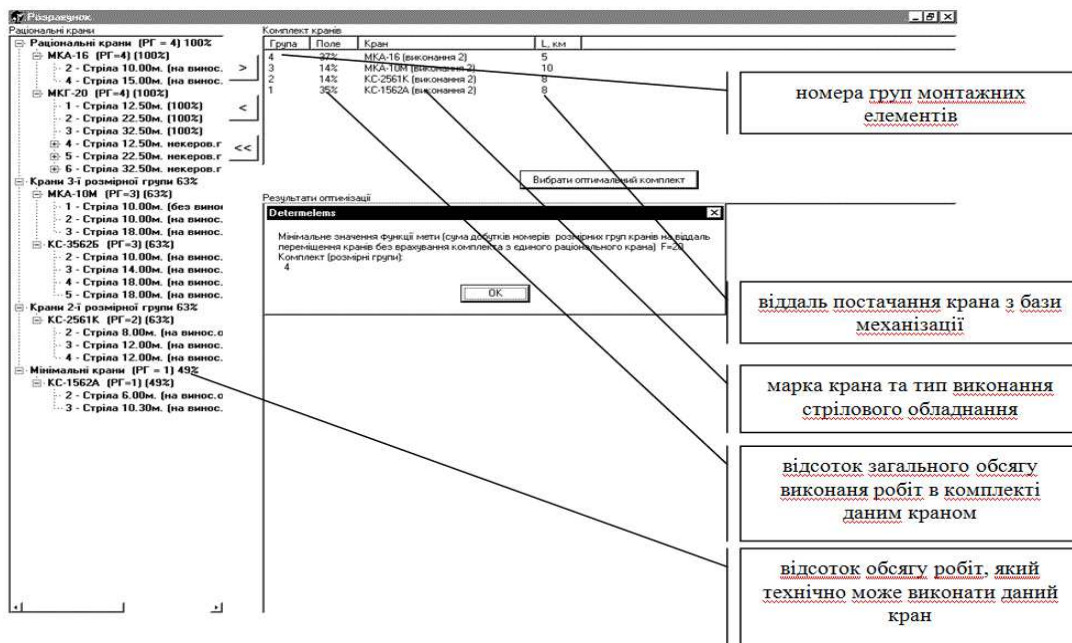 Розрахунок
Раціональні крани
Раціональні крани (РГ = 4) 100%
МКА-16 (РГ=4) (100%)
2 - Стріла 10.00м. (на винос.
4 - Стріла 15.00м. (на винос.
МКГ-20 (РГ=4) (100%)
1 - Стріла 12.50м. (100%)
2 - Стріла 22.50м. (100%)
3 - Стріла 32.50м. (100%)
4 - Стріла 12.50м. некеров.г
5 - Стріла 22.50м. некеров.г
6 - Стріла 32.50м. некеров.г
Крани 3-ї розмірної групи 63%
МКА-10М (РГ=3) (63%)
1 - Стріла 10.00м. (без винос
2 - Стріла 10.00м. (на винос.
3 - Стріла 18.00м. (на винос.
КС-3562Б (РГ=3) (63%)
2 - Стріла 10.00м. (на винос.
3 - Стріла 14.00м. (на винос.
4 - Стріла 18.00м. (на винос.
5 - Стріла 18.00м. (на винос.
Крани 2-ї розмірної групи 63%
КС-2561К (РГ=2) (63%)
2 - Стріла 8.00м. (на винос.о
3 - Стріла 12.00м. (на винос.
4 - Стріла 12.00м. (на винос.
Мінімальні крани (РГ = 1) 49%
КС-1562А (РГ=1) (49%)
2 - Стріла 6.00м. (на винос.о
3 - Стріла 10.30м. (на винос.
>
<
<<
Комплект кранів
Група Поле Кран L, км
4 37% МКА-16 (виконання 2) 5
3 14% МКА-10М (виконання 2) 10
2 14% КС-2561К (виконання 2) 8
1 35% КС-1562А (виконання 2) 8
Вибрати оптимальний комплект
Результати оптимізації
Determelems
Мінімальне значення функції мети (сума добутків номерів розмірних груп кранів на віддаль
переміщення кранів без врахування комплекта з єдиного раціонального крана) F=20
Комплект (розмірні групи):
4
OK
номера груп монтажних
елементів
віддаль постачання крана з бази
механізації
марка крана та тип виконання
стрілового обладнання
відсоток загального обсягу
виконаня робіт в комплекті
даним краном
відсоток обсягу робіт, який
технічно може виконати даний
кран